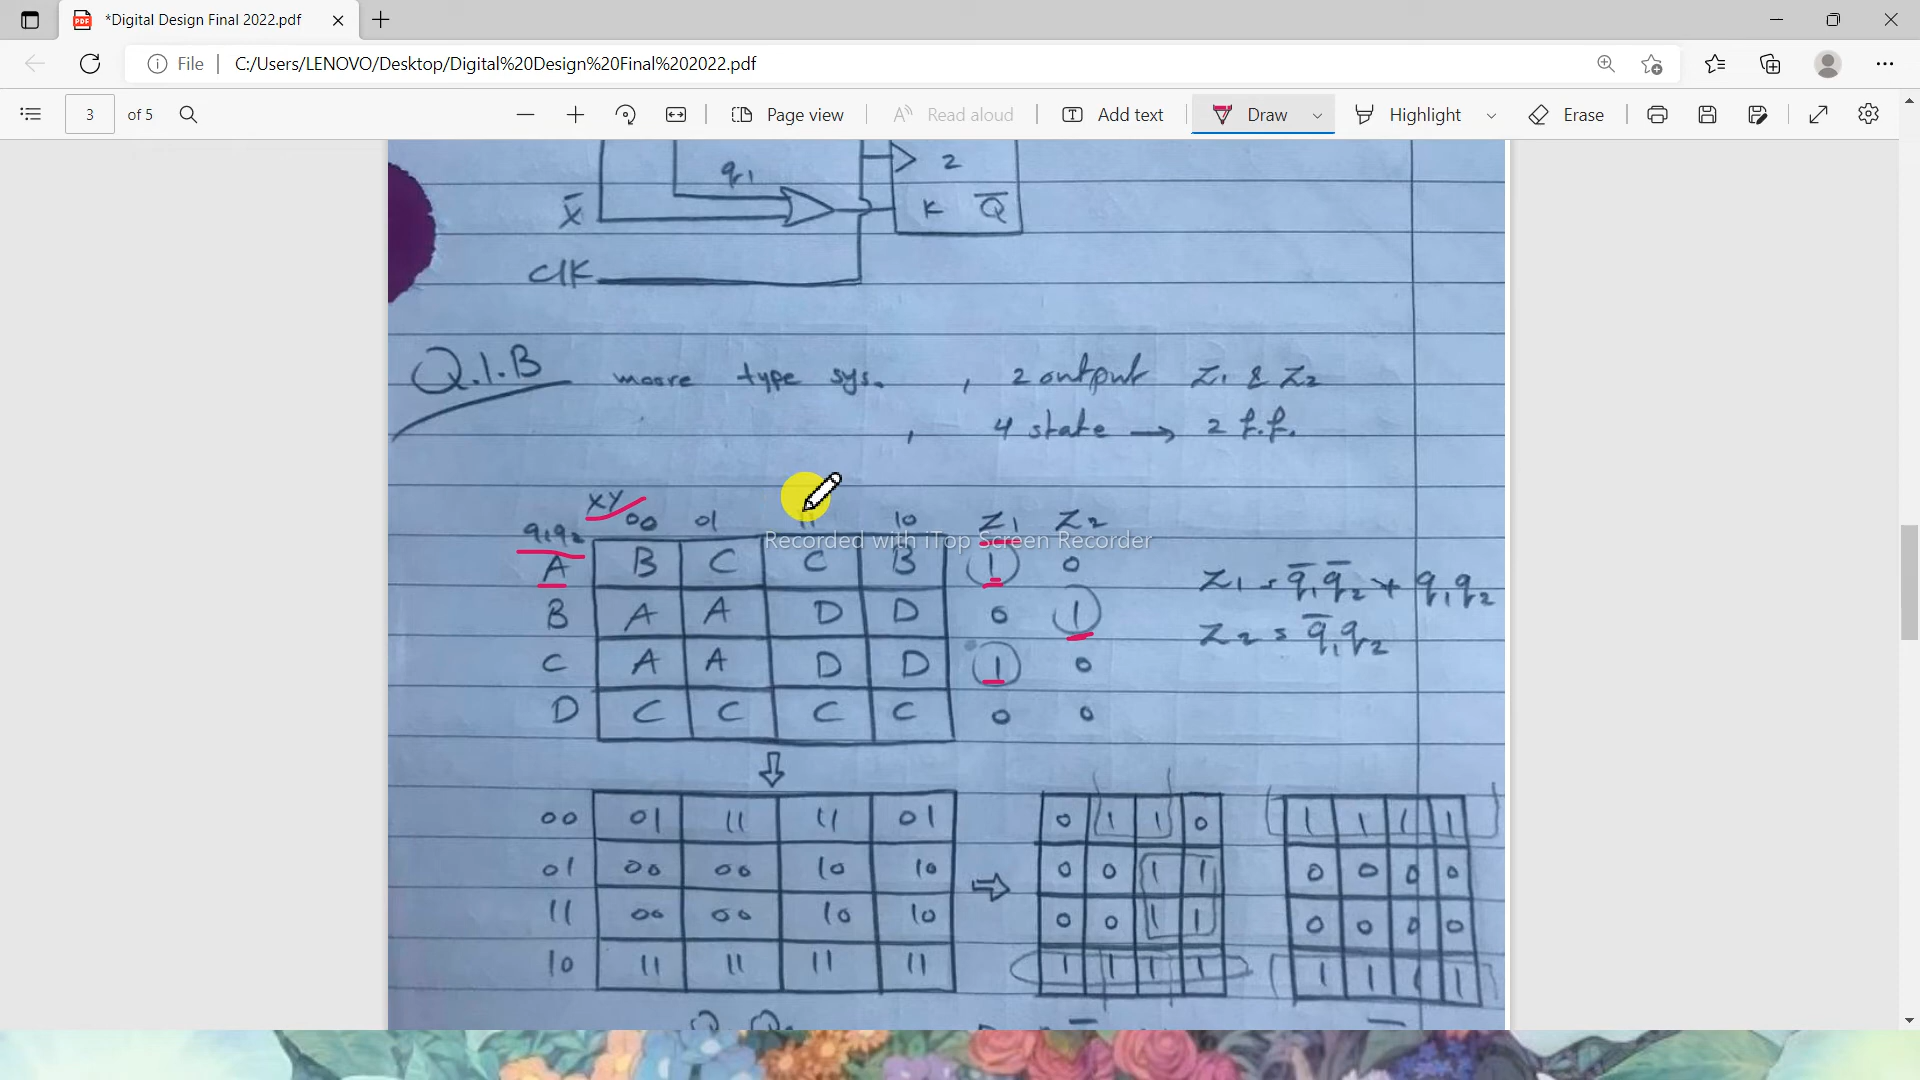 *Digital Design Final 2022.pdf
File C:/Users/LENOVO/Desktop/Digital%20Design%20Final%202022.pdf
3 of 5 Page view Read aloud Add text Draw Highlight Erase
q1 2
X̄ K Q̄
ClK
Q.1.B moore type sys. , 2 output Z1 & Z2
, 4 state → 2 f.f.
XY
q1q2 00 01 11 10 Z1 Z2
Recorded with iTop Screen Recorder
A B C C B 1 0
B A A D D 0 1
C A A D D 1 0
D C C C C 0 0
Z1 = q̄1q̄2 + q1q2
Z2 = q̄1q2
00 01 11 11 01
01 00 00 10 10
11 00 00 10 10
10 11 11 11 11
0 1 1 0
0 0 1 1
0 0 1 1
1 1 1 1
1 1 1 1
0 0 0 0
0 0 0 0
1 1 1 1